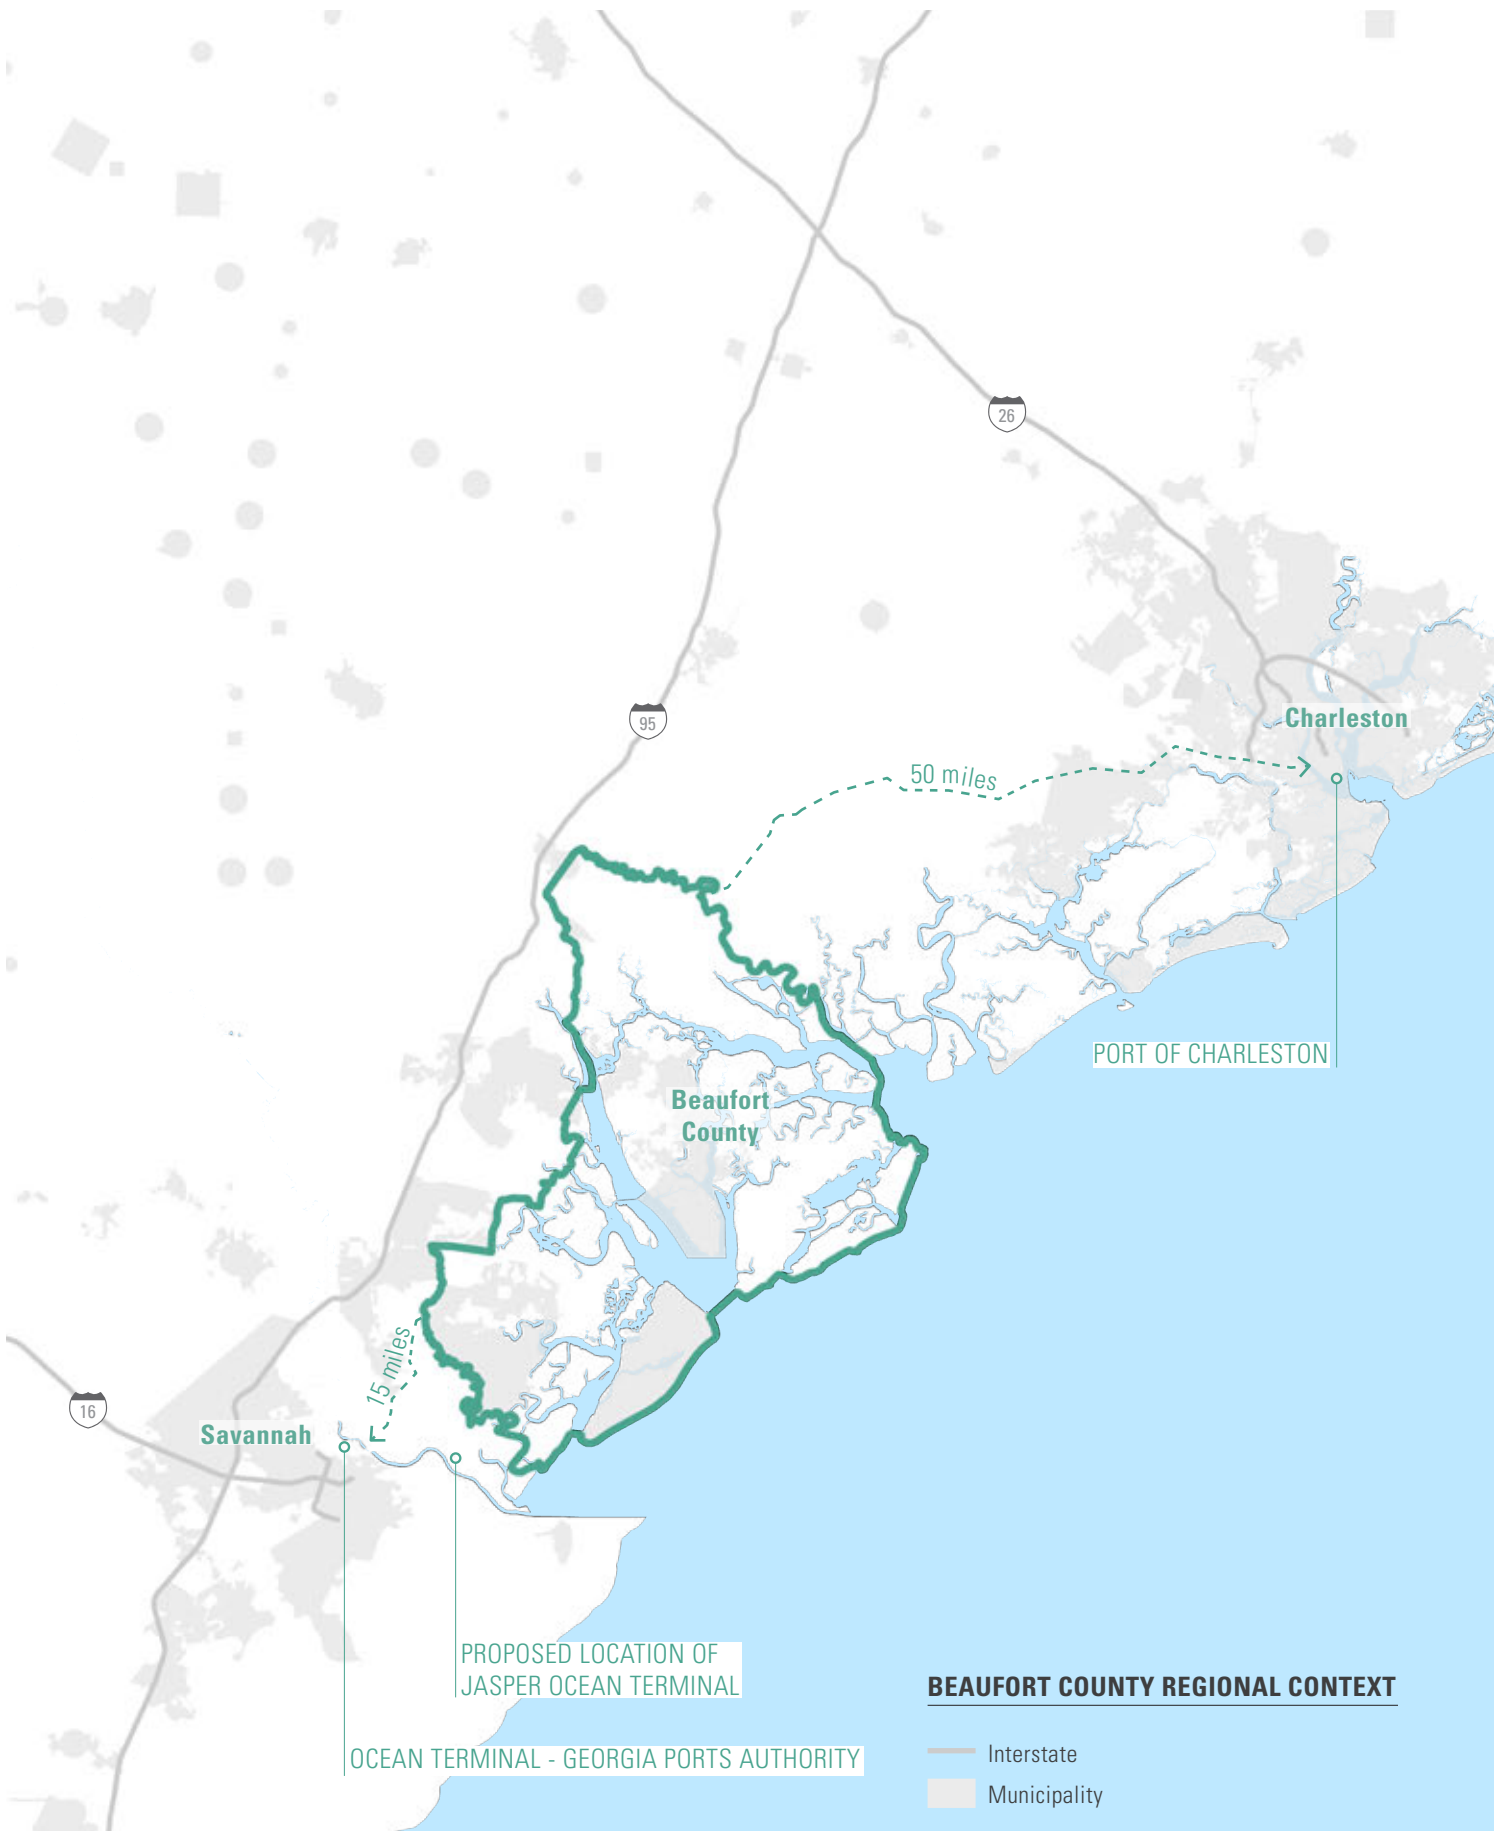 26
95
Charleston
50 miles
PORT OF CHARLESTON
Beaufort
County
15 miles
16
Savannah
PROPOSED LOCATION OF
JASPER OCEAN TERMINAL
OCEAN TERMINAL - GEORGIA PORTS AUTHORITY
BEAUFORT COUNTY REGIONAL CONTEXT
Interstate
Municipality